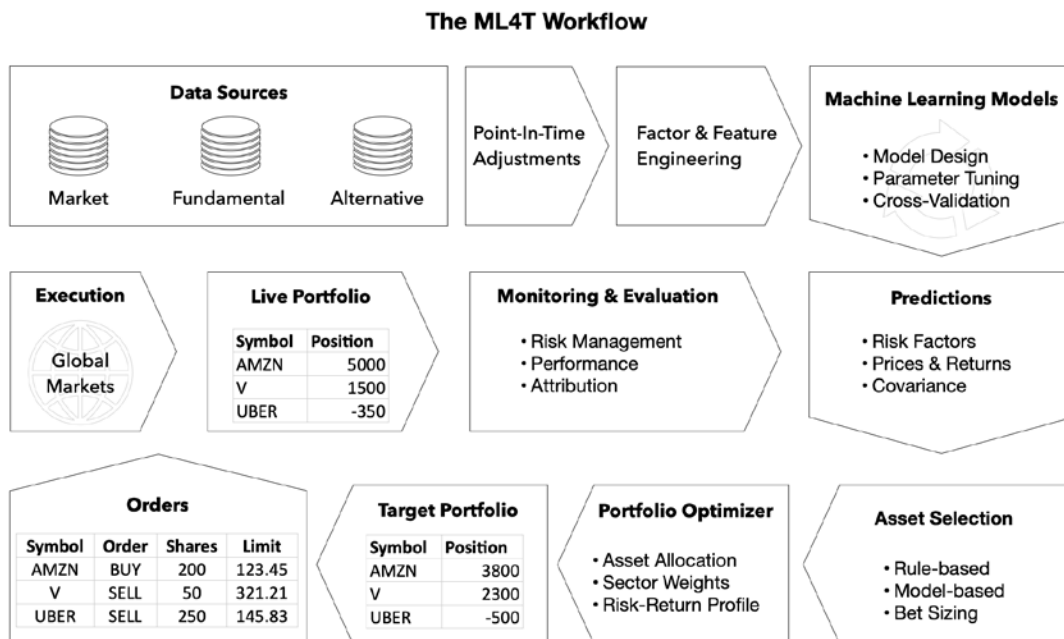 The ML4T Workflow
Data Sources
Market Fundamental Alternative
Point-In-Time
Adjustments
Factor & Feature
Engineering
Machine Learning Models
• Model Design
• Parameter Tuning
• Cross-Validation
Execution
Global
Markets
Live Portfolio
Symbol Position
AMZN 5000
V 1500
UBER -350
Monitoring & Evaluation
• Risk Management
• Performance
• Attribution
Predictions
• Risk Factors
• Prices & Returns
• Covariance
Orders
Symbol Order Shares Limit
AMZN BUY 200 123.45
V SELL 50 321.21
UBER SELL 250 145.83
Target Portfolio
Symbol Position
AMZN 3800
V 2300
UBER -500
Portfolio Optimizer
• Asset Allocation
• Sector Weights
• Risk-Return Profile
Asset Selection
• Rule-based
• Model-based
• Bet Sizing